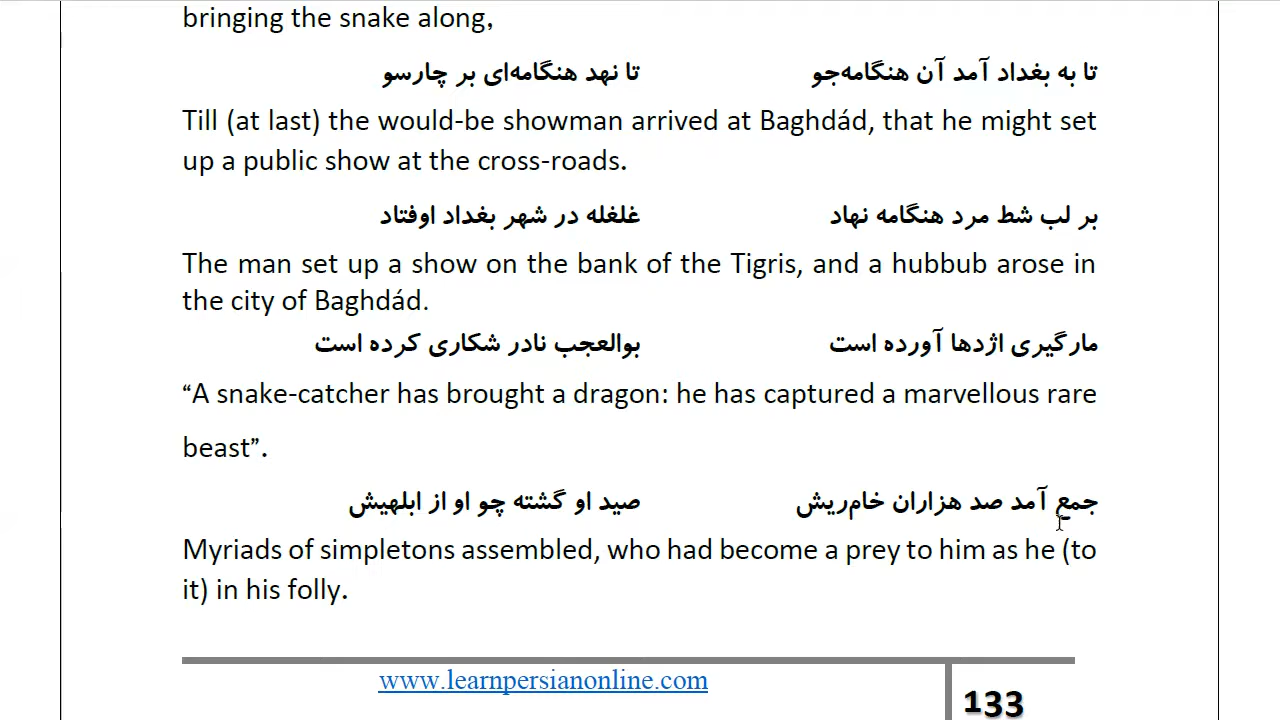 bringing the snake along,
تا به بغداد آمد آن هنگامه‌جو تا نهد هنگامه‌ای بر چارسو
Till (at last) the would-be showman arrived at Baghdád, that he might set
up a public show at the cross-roads.
بر لب شط مرد هنگامه نهاد غلغله در شهر بغداد اوفتاد
The man set up a show on the bank of the Tigris, and a hubbub arose in
the city of Baghdád.
مارگیری اژدها آورده است بوالعجب نادر شکاری کرده است
“A snake-catcher has brought a dragon: he has captured a marvellous rare
beast”.
جمع آمد صد هزاران خام‌ریش صید او گشته چو او از ابلهیش
Myriads of simpletons assembled, who had become a prey to him as he (to
it) in his folly.
www.learnpersianonline.com
133